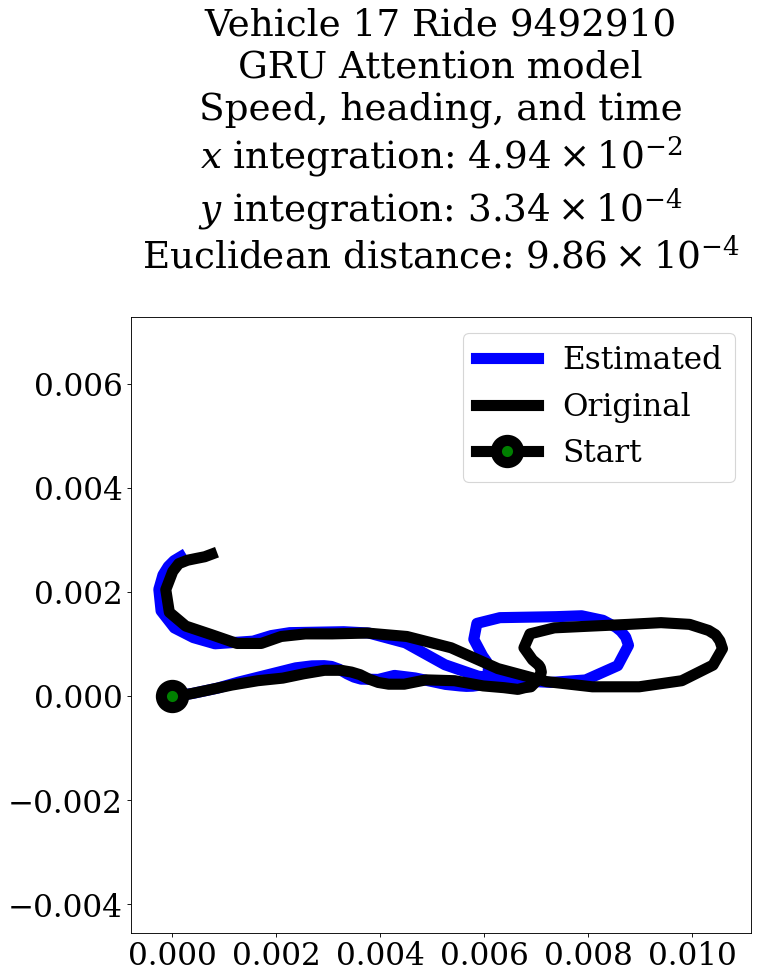 Vehicle 17 Ride 9492910
GRU Attention model
Speed, heading, and time
x integration: 4.94 × 10⁻²
y integration: 3.34 × 10⁻⁴
Euclidean distance: 9.86 × 10⁻⁴
Estimated
Original
Start
0.006
0.004
0.002
0.000
−0.002
−0.004
0.000 0.002 0.004 0.006 0.008 0.010